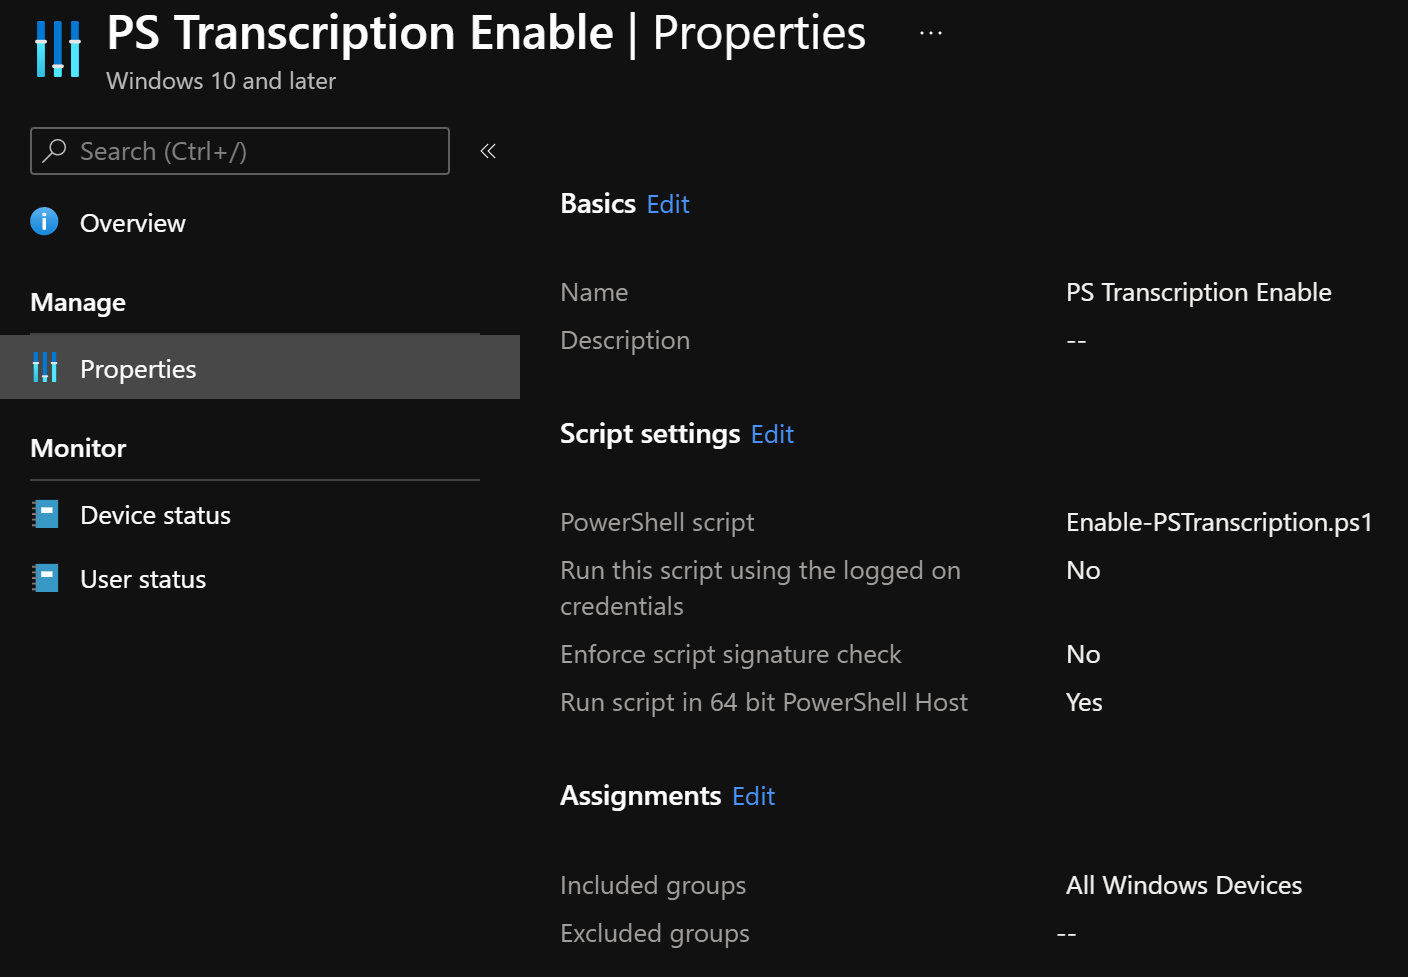 PS Transcription Enable | Properties ...
Windows 10 and later
Search (Ctrl+/)
«
Overview
Manage
Properties
Monitor
Device status
User status
Basics Edit
Name PS Transcription Enable
Description --
Script settings Edit
PowerShell script Enable-PSTranscription.ps1
Run this script using the logged on No
credentials
Enforce script signature check No
Run script in 64 bit PowerShell Host Yes
Assignments Edit
Included groups All Windows Devices
Excluded groups --